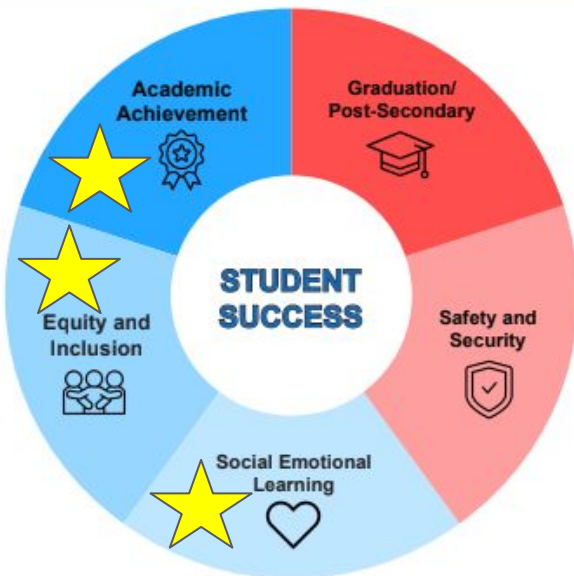 Academic
Achievement
Graduation/
Post-Secondary
STUDENT
SUCCESS
Equity and
Inclusion
Safety and
Security
Social Emotional
Learning